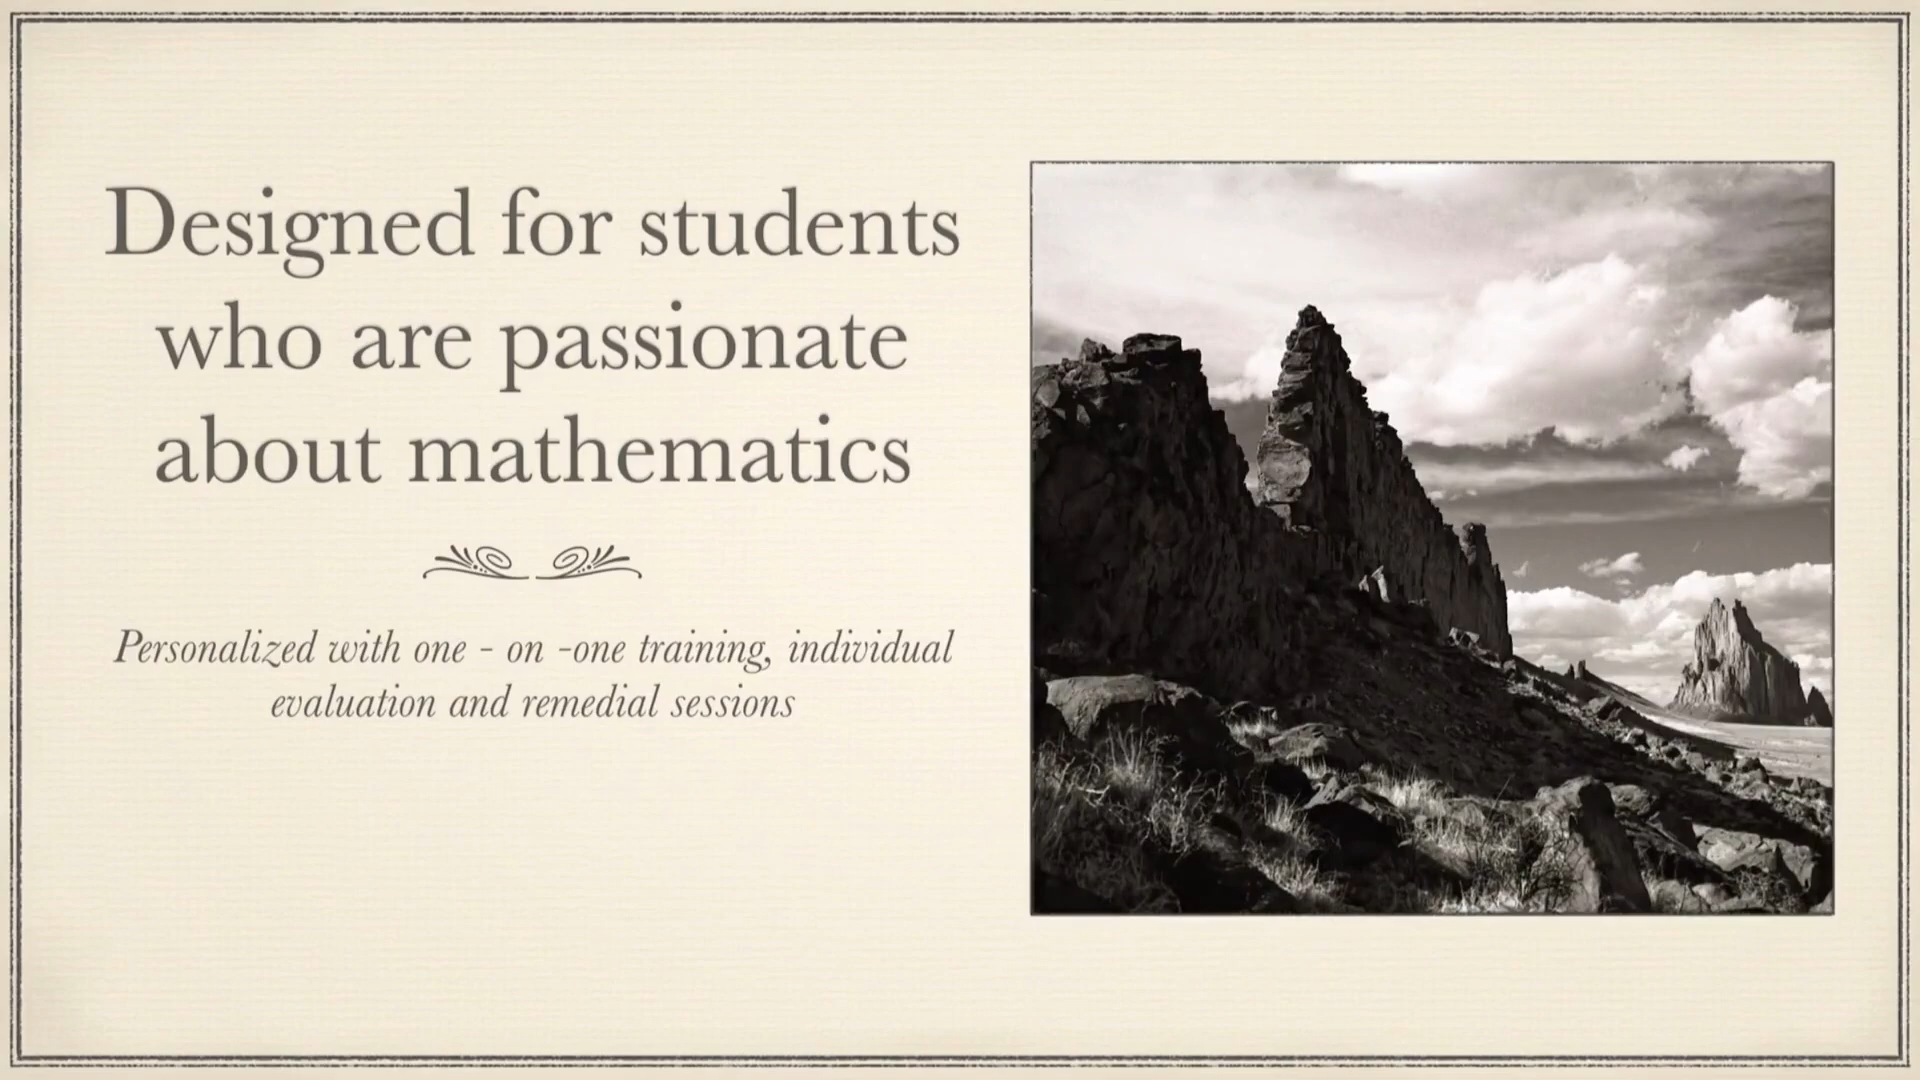 Designed for students
who are passionate
about mathematics
Personalized with one - on -one training, individual
evaluation and remedial sessions